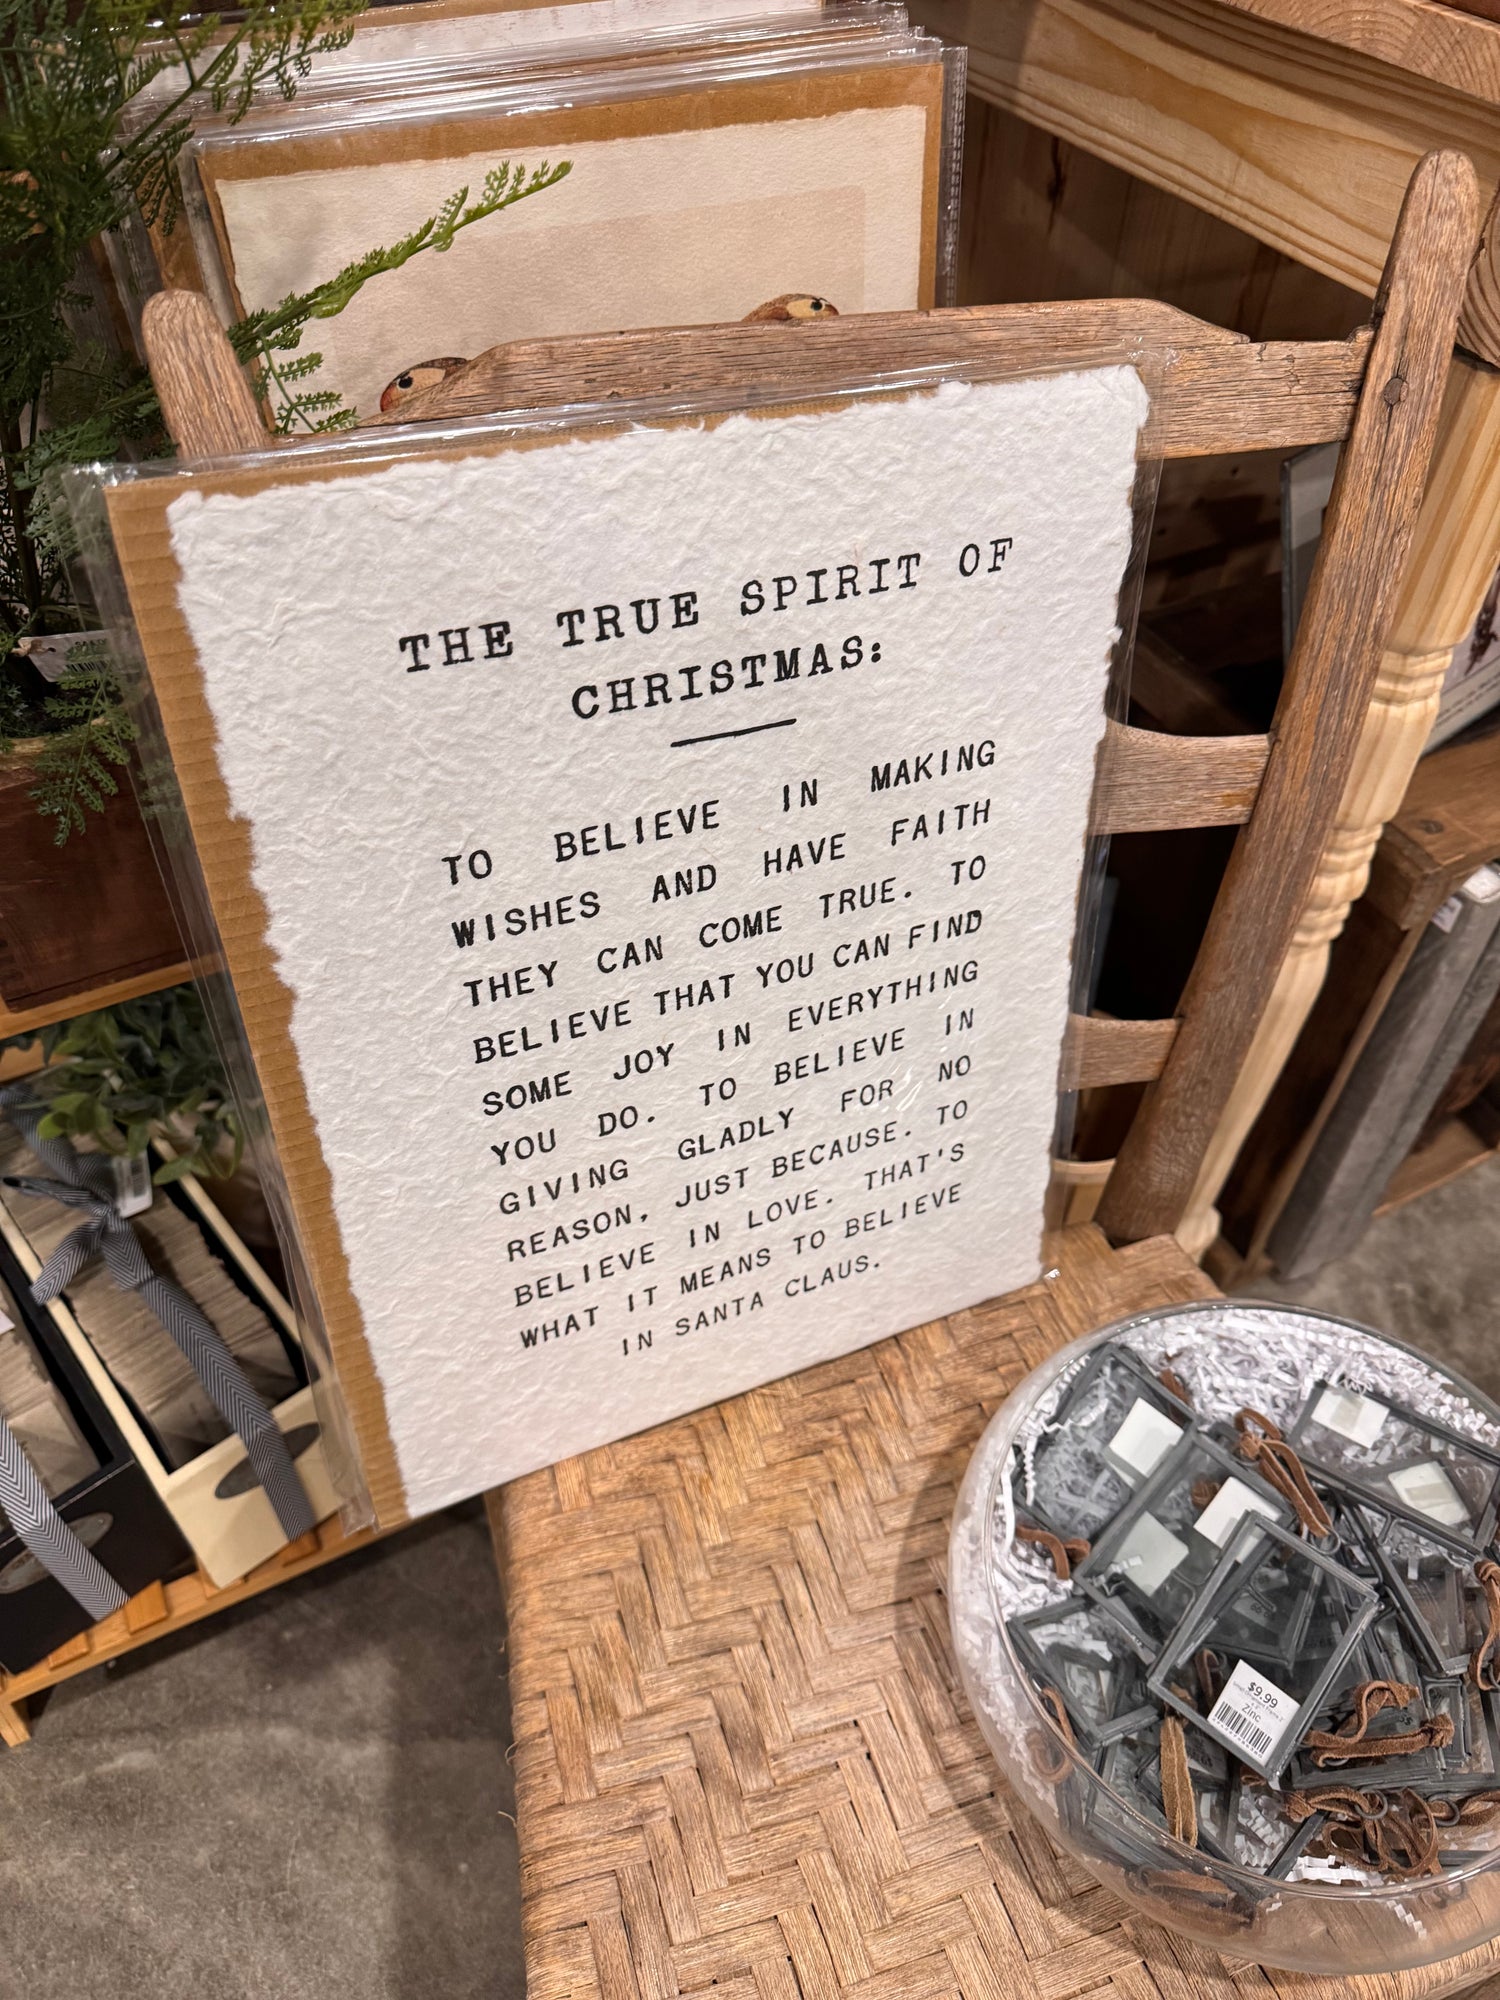 THE TRUE SPIRIT OF
CHRISTMAS:
TO BELIEVE IN MAKING
WISHES AND HAVE FAITH
THEY CAN COME TRUE. TO
BELIEVE THAT YOU CAN FIND
SOME JOY IN EVERYTHING
YOU DO. TO BELIEVE IN
GIVING GLADLY FOR NO
REASON, JUST BECAUSE. TO
BELIEVE IN LOVE. THAT'S
WHAT IT MEANS TO BELIEVE
IN SANTA CLAUS.
$9.99
Zinc